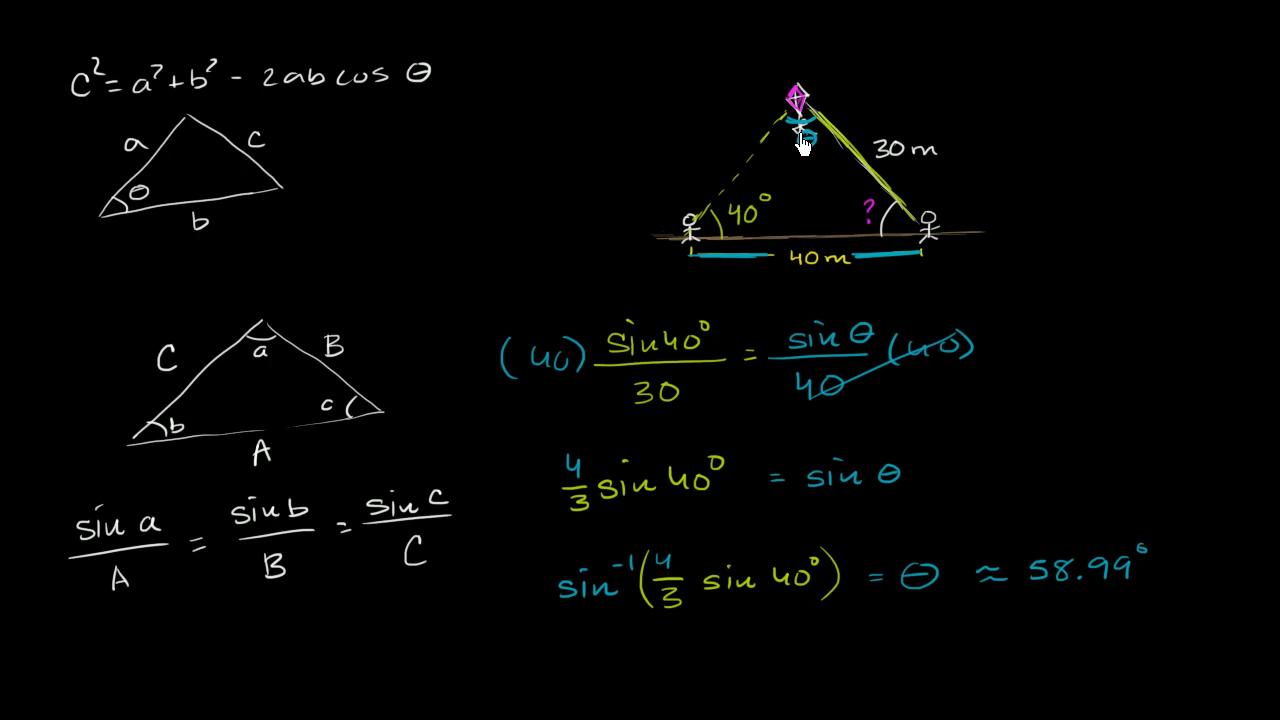 c² = a² + b² - 2ab cos θ
a
c
θ
b
θ
30 m
40°
?
40 m
C
a
B
b
c
A
(40) sin 40° / 30 = sin θ / 40 (40)
4/3 sin 40° = sin θ
sin a / A = sin b / B = sin c / C
sin⁻¹(4/3 sin 40°) = θ ≈ 58.99°